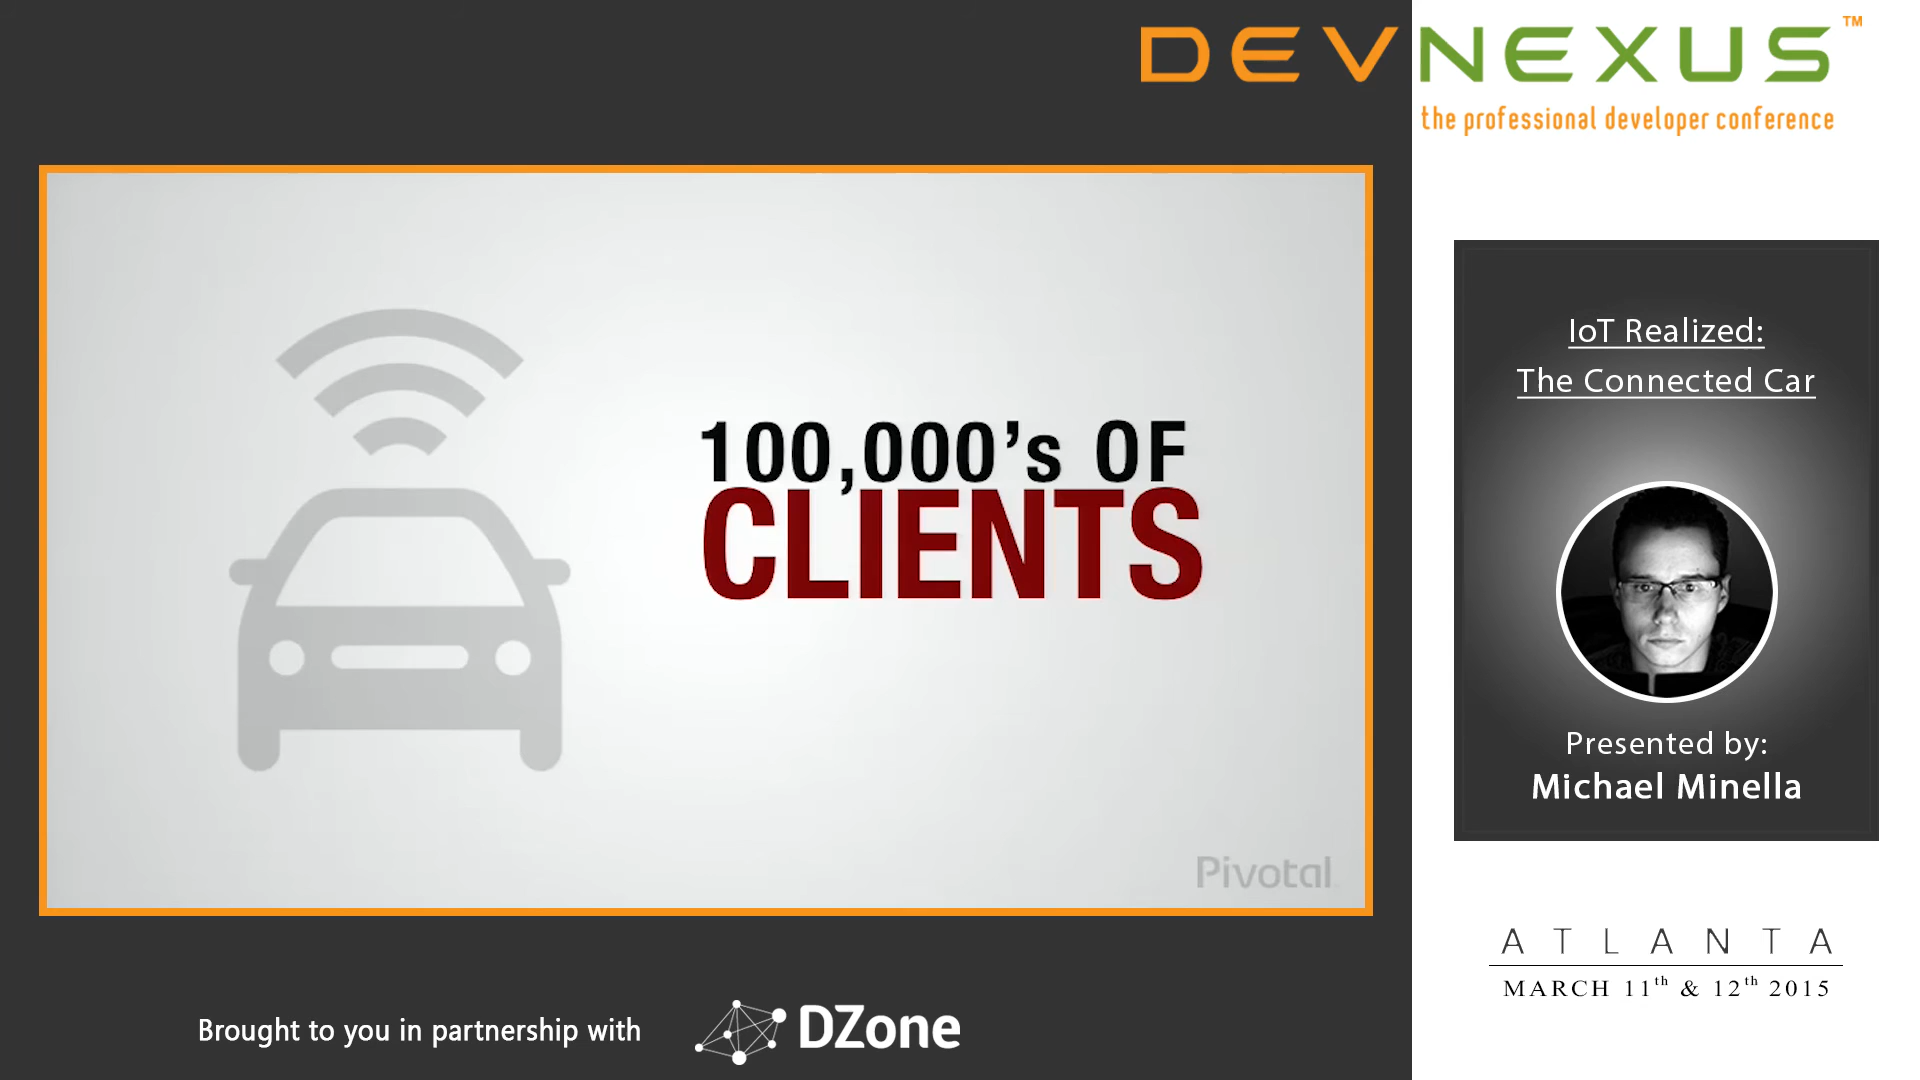 DEVNEXUS™
the professional developer conference
100,000's OF
CLIENTS
Pivotal
IoT Realized:
The Connected Car
Presented by:
Michael Minella
ATLANTA
MARCH 11th & 12th 2015
Brought to you in partnership with
DZone